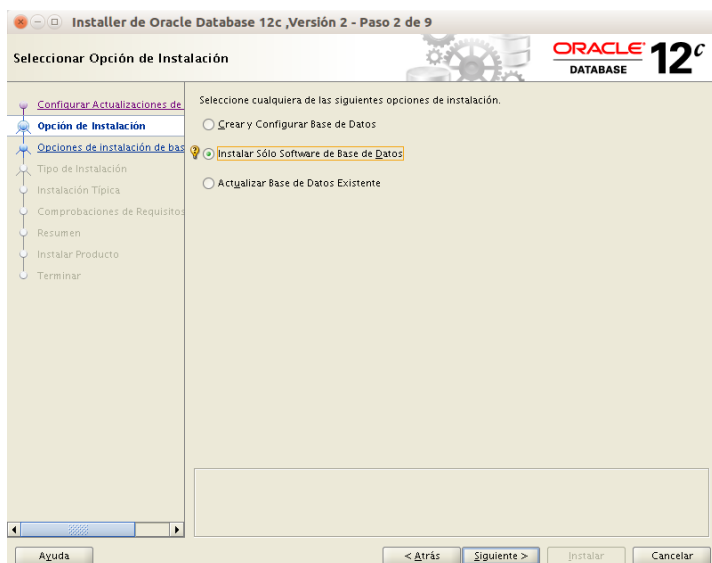 Installer de Oracle Database 12c ,Versión 2 - Paso 2 de 9
Seleccionar Opción de Instalación
ORACLE
DATABASE
12c
Configurar Actualizaciones de
Opción de Instalación
Opciones de instalación de bas
Tipo de Instalación
Instalación Típica
Comprobaciones de Requisitos
Resumen
Instalar Producto
Terminar
Seleccione cualquiera de las siguientes opciones de instalación.
Crear y Configurar Base de Datos
Instalar Sólo Software de Base de Datos
Actualizar Base de Datos Existente
Ayuda
< Atrás
Siguiente >
Instalar
Cancelar